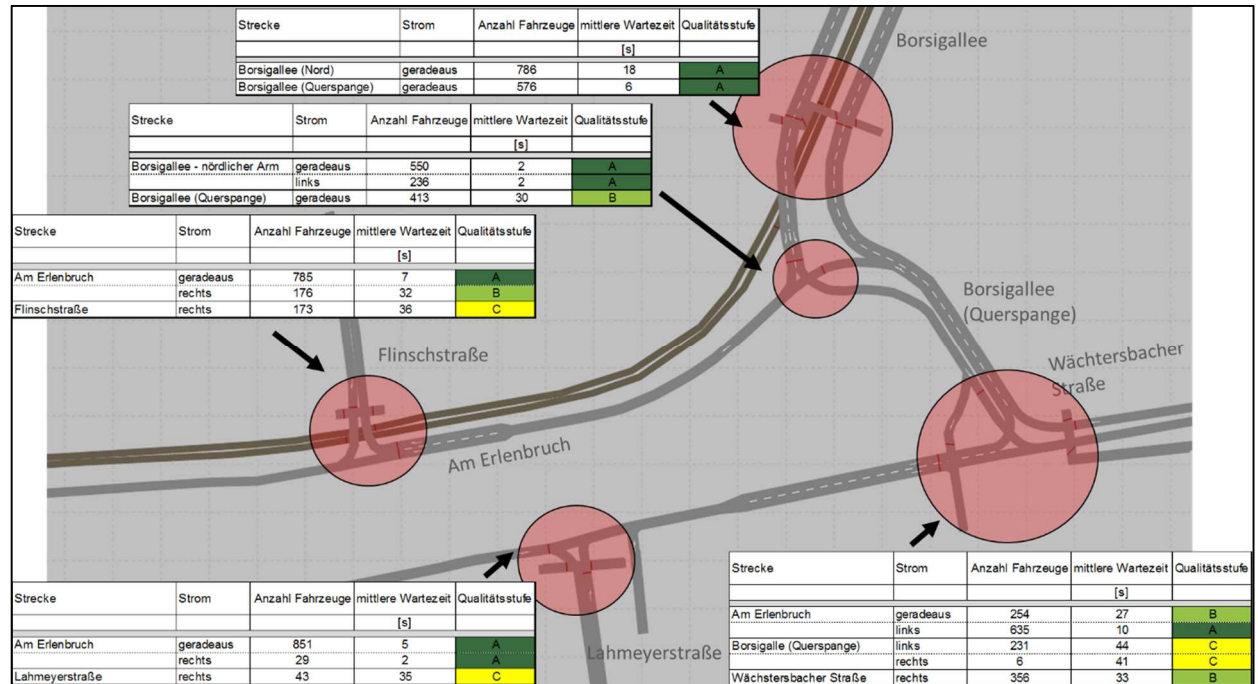 Strecke Strom Anzahl Fahrzeuge mittlere Wartezeit Qualitätsstufe
[s]
Borsigallee (Nord) geradeaus 786 18 A
Borsigallee (Querspange) geradeaus 576 6 A
Borsigallee
Strecke Strom Anzahl Fahrzeuge mittlere Wartezeit Qualitätsstufe
[s]
Borsigallee - nördlicher Arm geradeaus 550 2 A
links 236 2 A
Borsigallee (Querspange) geradeaus 413 30 B
Strecke Strom Anzahl Fahrzeuge mittlere Wartezeit Qualitätsstufe
[s]
Am Erlenbruch geradeaus 785 7 A
rechts 176 32 B
Flinschstraße rechts 173 36 C
Borsigallee
(Querspange)
Wächtersbacher
Straße
Flinschstraße
Am Erlenbruch
Strecke Strom Anzahl Fahrzeuge mittlere Wartezeit Qualitätsstufe
[s]
Am Erlenbruch geradeaus 851 5 A
rechts 29 2 A
Lahmeyerstraße rechts 43 35 C
Lahmeyerstraße
Strecke Strom Anzahl Fahrzeuge mittlere Wartezeit Qualitätsstufe
[s]
Am Erlenbruch geradeaus 254 27 B
links 635 10 A
Borsigalle (Querspange) links 231 44 C
rechts 6 41 C
Wächstersbacher Straße rechts 356 33 B